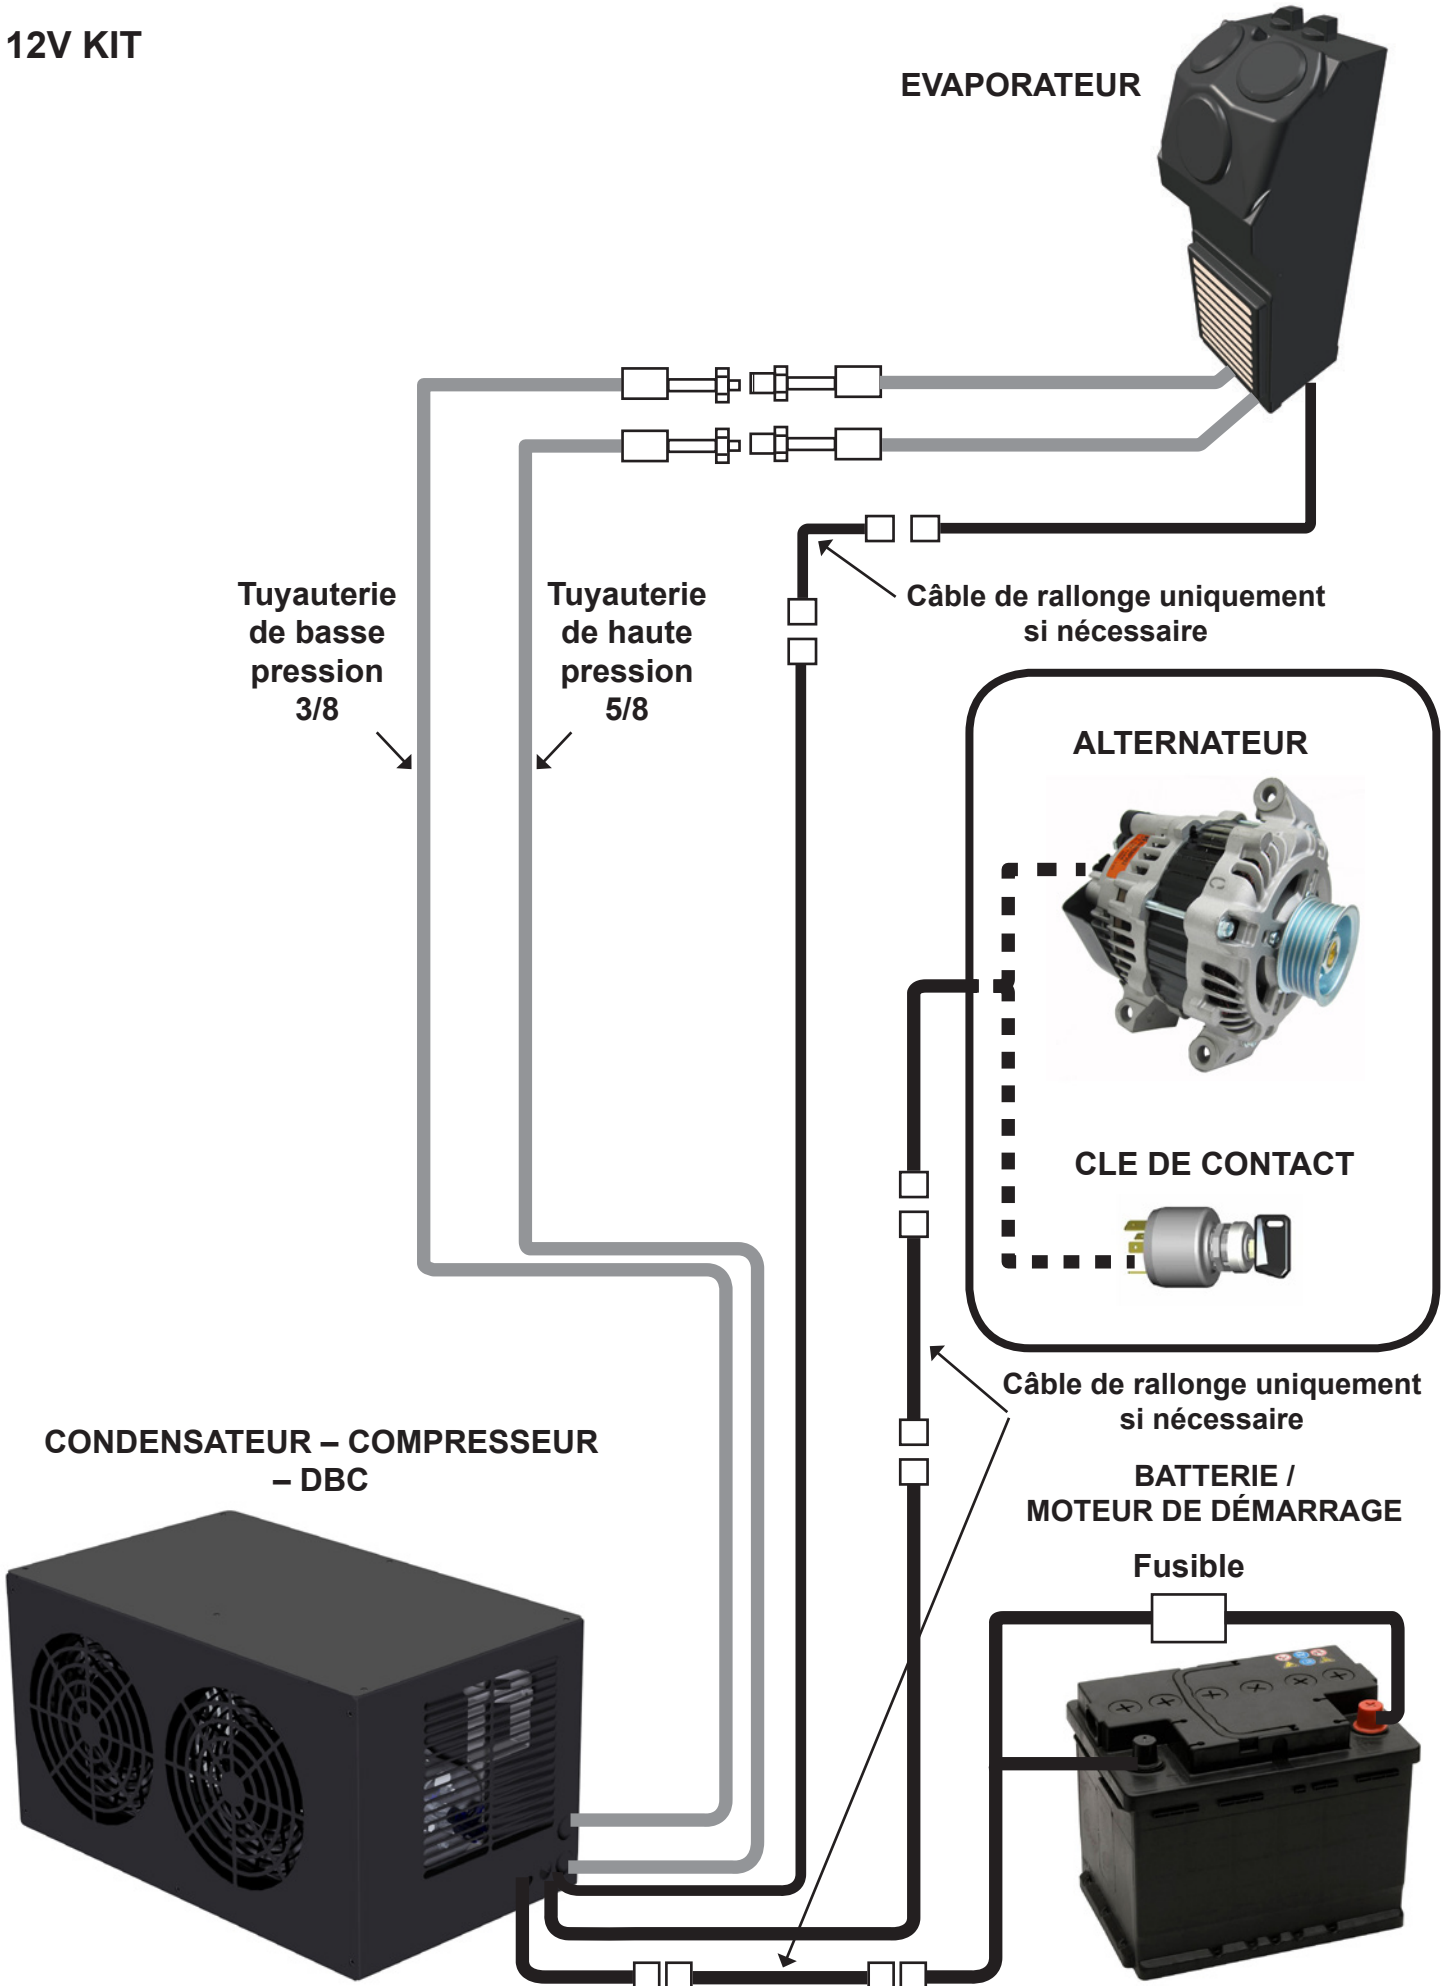 12V KIT
EVAPORATEUR
Tuyauterie
de basse
pression
3/8
Tuyauterie
de haute
pression
5/8
Câble de rallonge uniquement
si nécessaire
ALTERNATEUR
CLE DE CONTACT
Câble de rallonge uniquement
si nécessaire
CONDENSATEUR – COMPRESSEUR
– DBC
BATTERIE /
MOTEUR DE DÉMARRAGE
Fusible